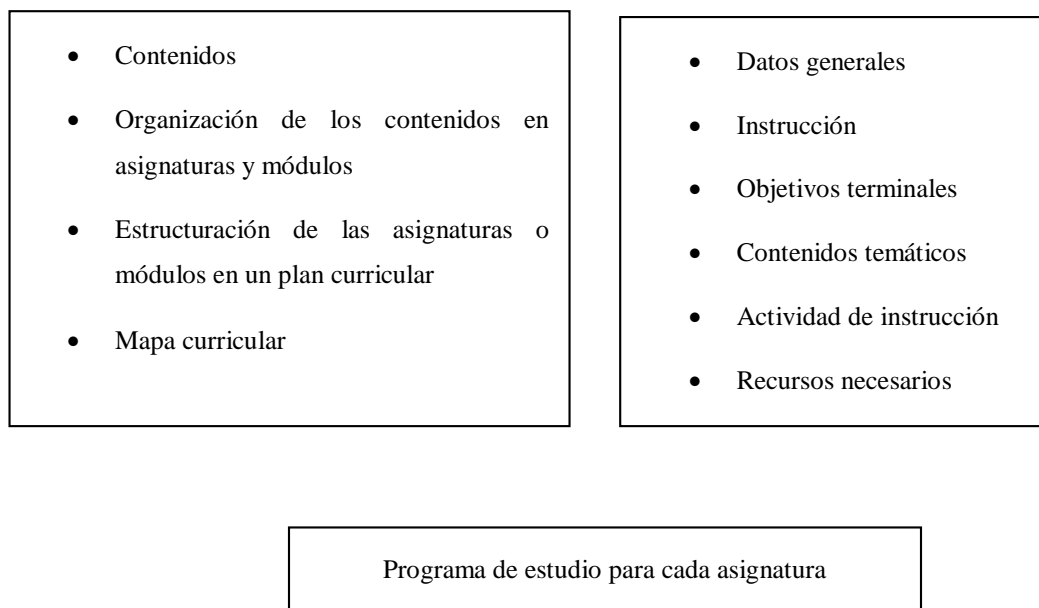 • Contenidos
• Organización de los contenidos en
asignaturas y módulos
• Estructuración de las asignaturas o
módulos en un plan curricular
• Mapa curricular
• Datos generales
• Instrucción
• Objetivos terminales
• Contenidos temáticos
• Actividad de instrucción
• Recursos necesarios
Programa de estudio para cada asignatura